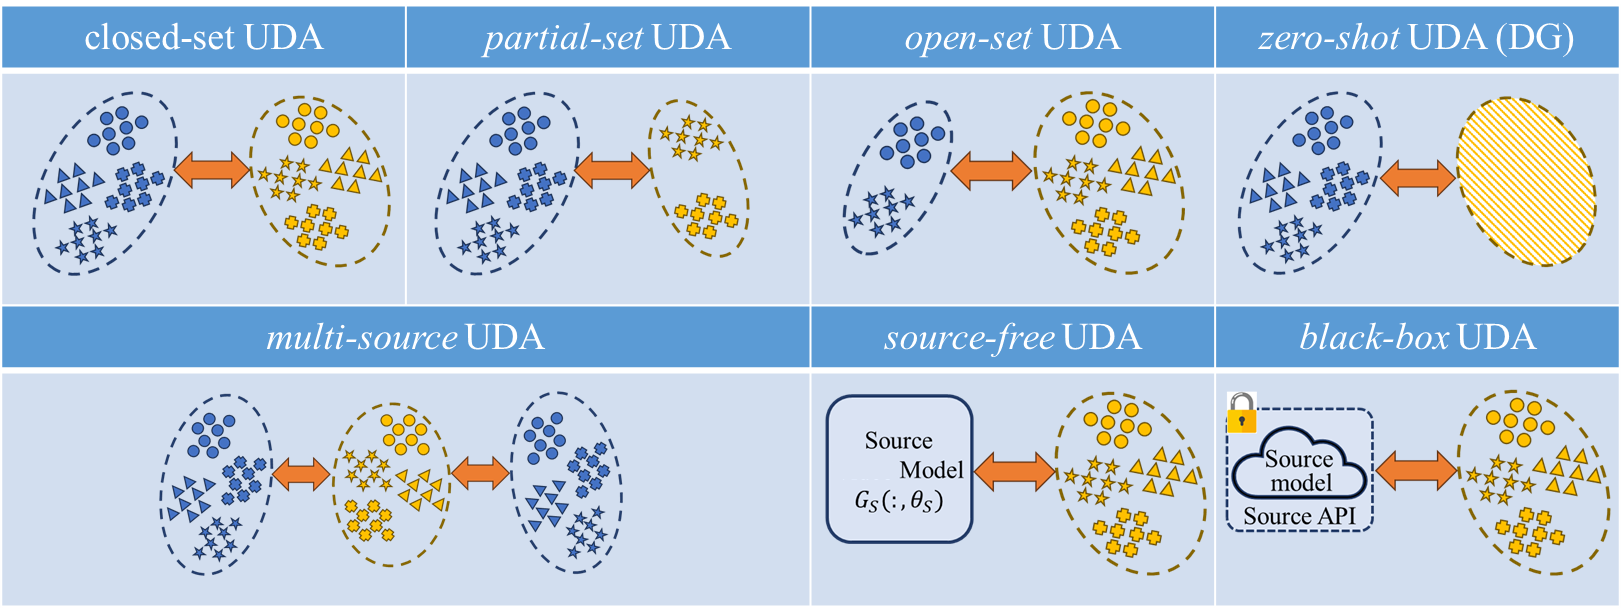 closed-set UDA
partial-set UDA
open-set UDA
zero-shot UDA (DG)
multi-source UDA
source-free UDA
black-box UDA
Source
Model
G_S(:,θ_S)
Source
model
Source API